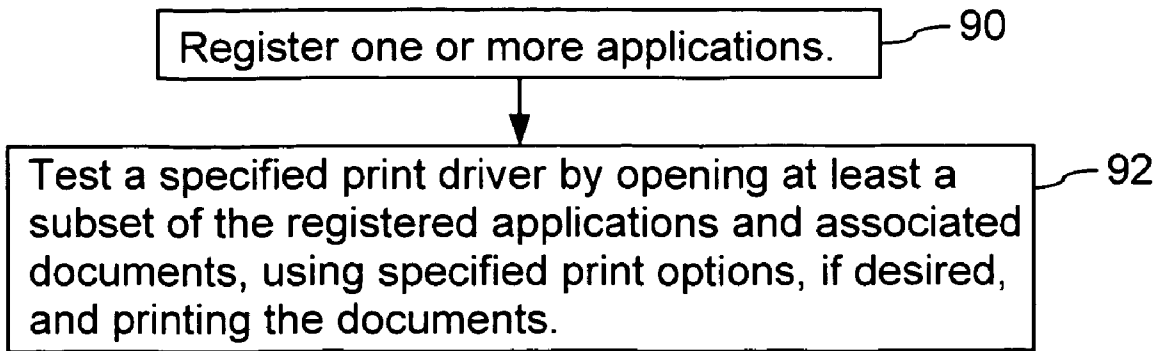 Register one or more applications.
90
Test a specified print driver by opening at least a
subset of the registered applications and associated
documents, using specified print options, if desired,
and printing the documents.
92